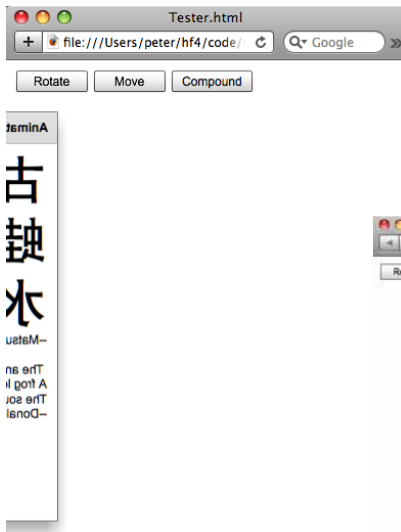 Tester.html
file:///Users/peter/hf4/code/ Google
Rotate Move Compound
Animat
古
蛙
水
—Matsu
The an
A frog l
The sou
—Donal